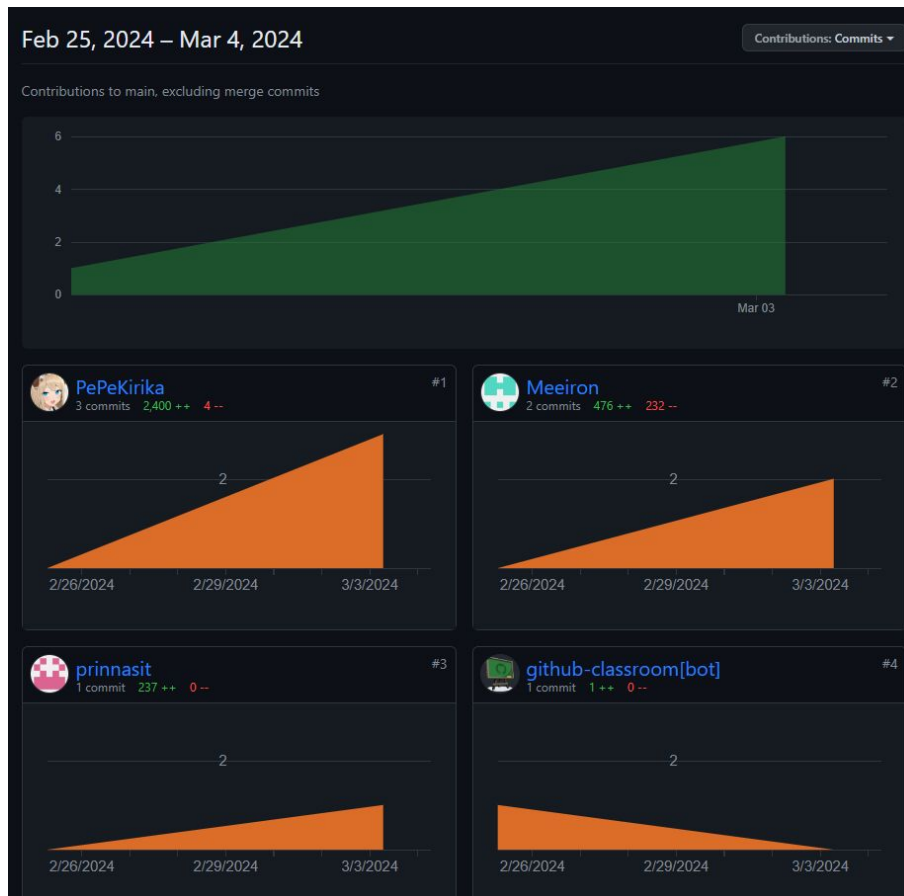 Feb 25, 2024 – Mar 4, 2024
Contributions: Commits
Contributions to main, excluding merge commits
6
4
2
0
Mar 03
PePeKirika
#1
3 commits 2,400 ++ 4 --
2
2/26/2024 2/29/2024 3/3/2024
Meeiron
#2
2 commits 476 ++ 232 --
2
2/26/2024 2/29/2024 3/3/2024
prinnasit
#3
1 commit 237 ++ 0 --
2
2/26/2024 2/29/2024 3/3/2024
github-classroom[bot]
#4
1 commit 1 ++ 0 --
2
2/26/2024 2/29/2024 3/3/2024